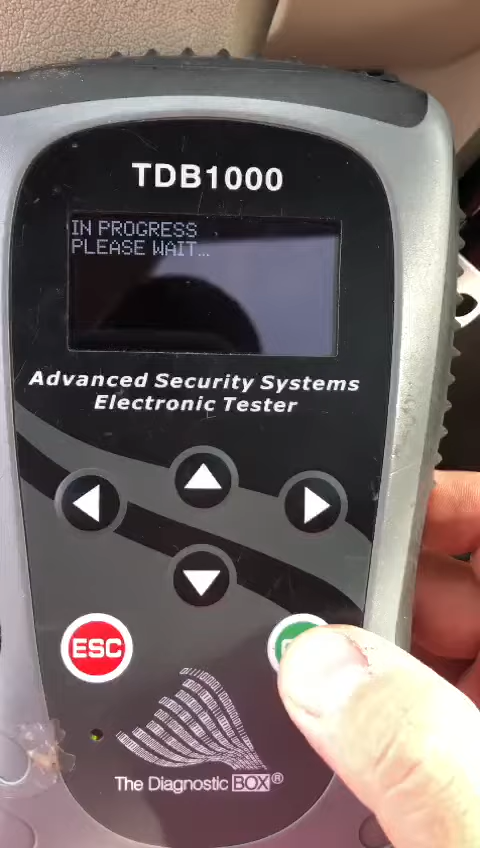 TDB1000
IN PROGRESS
PLEASE WAIT...
Advanced Security Systems
Electronic Tester
ESC
The Diagnostic BOX®